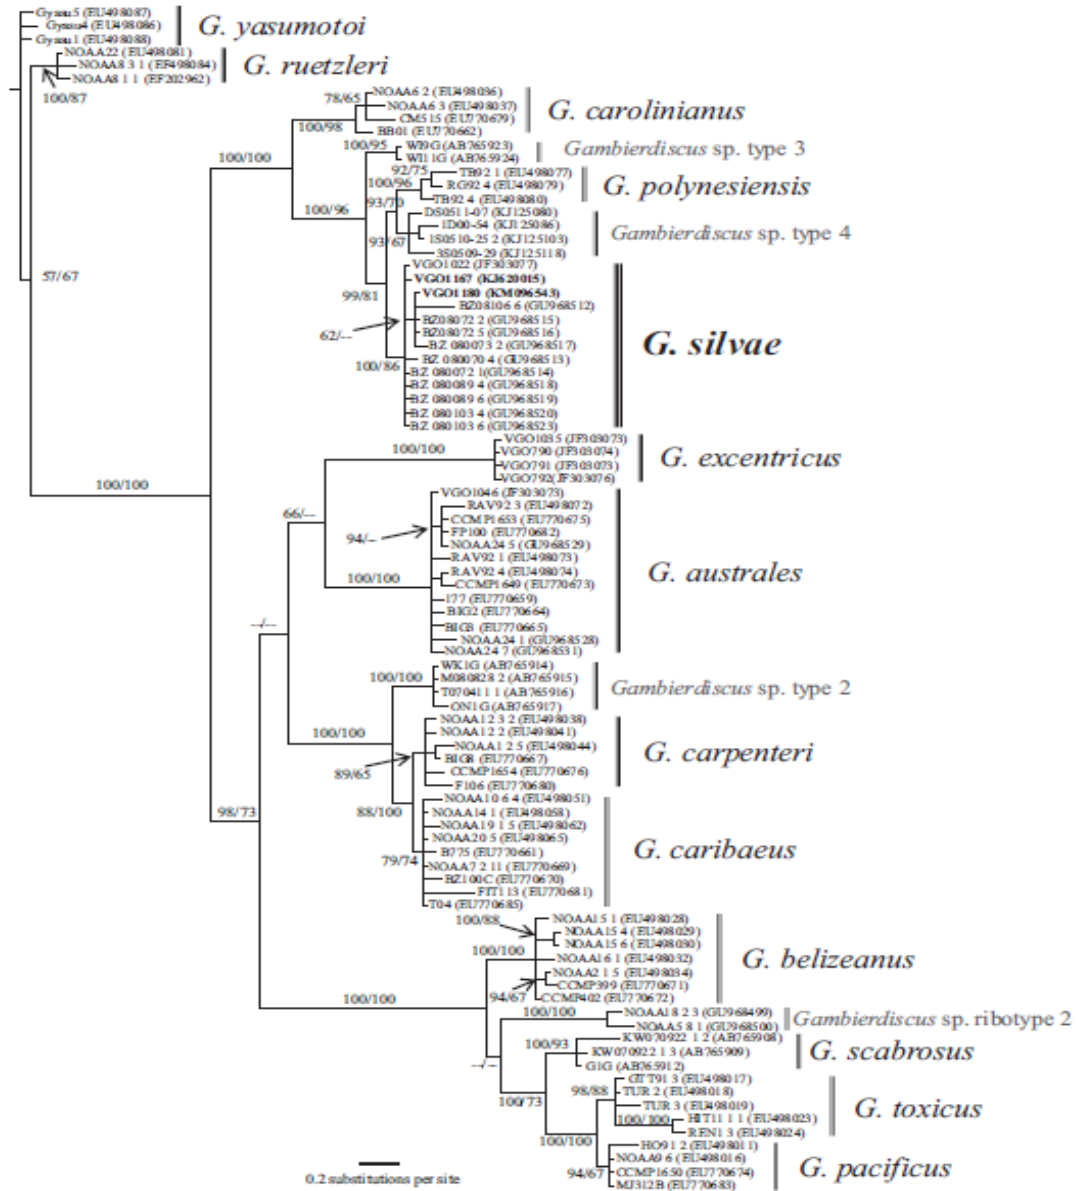 Gyssu5 (EU498087)
Gyssu4 (EU498086)
G. yasumotoi
Gyssu1 (EU498088)
NOAA22 (EU498081)
NOAA8 3 1 (EF498084)
G. ruetzleri
NOAA8 1 1 (EF202962)
100/87
NOAA6 2 (EU498036)
78/65
NOAA6 3 (EU498037)
G. carolinianus
CM515 (EU770679)
100/98
BB01 (EU770662)
100/95
WI9G (AB765923)
Gambierdiscus sp. type 3
100/100
WI11G (AB765924)
92/75
TB92 1 (EU498077)
100/96
RG92 4 (EU498079)
G. polynesiensis
TB92 4 (EU498080)
93/70
100/96
DS0511-07 (KJ125080)
1D00-54 (KJ125086)
Gambierdiscus sp. type 4
93/67
1S0510-25 2 (KJ125103)
3S0509-29 (KJ125118)
VGO1022 (JF303077)
57/67
VGO1167 (KJ620015)
99/81
VGO1180 (KM096543)
BZ08106 6 (GU968512)
BZ08072 2 (GU968515)
62/--
BZ08072 5 (GU968516)
G. silvae
BZ 080073 2 (GU968517)
BZ 080070 4 (GU968513)
100/86
BZ 080072 1(GU968514)
BZ 080089 4 (GU968518)
BZ 080089 6 (GU968519)
BZ 080103 4 (GU968520)
BZ 080103 6 (GU968523)
VGO1035 (JF303073)
100/100
VGO790 (JF303074)
G. excentricus
VGO791 (JF303073)
VGO792(JF303076)
100/100
VGO1046 (JF303073)
RAV92 3 (EU498072)
66/--
CCMP1653 (EU770675)
FP100 (EU770682)
94/--
NOAA24 5 (GU968529)
RAV92 1 (EU498073)
RAV92 4 (EU498074)
G. australes
100/100
CCMP1649 (EU770673)
177 (EU770659)
BIG2 (EU770664)
--/--
BIG3 (EU770665)
NOAA24 1 (GU968528)
NOAA24 7 (GU968531)
WK1G (AB765914)
100/100
M080828 2 (AB765915)
Gambierdiscus sp. type 2
T070411 1 (AB765916)
ON1G (AB765917)
NOAA12 3 2 (EU498038)
100/100
NOAA12 2 (EU498041)
NOAA1 2 5 (EU498044)
G. carpenteri
BIG8 (EU770667)
89/65
CCMP1654 (EU770676)
F106 (EU770680)
NOAA10 6 4 (EU498051)
98/73
88/100
NOAA14 1 (EU498058)
NOAA19 1 5 (EU498062)
NOAA20 5 (EU498065)
G. caribaeus
B775 (EU770661)
79/74
NOAA7 2 11 (EU770669)
BZ100C (EU770670)
FIT113 (EU770681)
T04 (EU770685)
100/88
NOAA15 1 (EU498028)
NOAA15 4 (EU498029)
NOAA15 6 (EU498030)
100/100
NOAA16 1 (EU498032)
G. belizeanus
NOAA2 1 5 (EU498034)
CCMP399 (EU770671)
94/67
CCMP402 (EU770672)
100/100
100/100
NOAA18 2 3 (GU968499)
Gambierdiscus sp. ribotype 2
NOAA5 8 1 (GU968500)
KW070922 1 2 (AB765908)
100/93
KW070922 1 3 (AB765909)
G. scabrosus
--/--
G1G (AB765912)
GTT91 3 (EU498017)
98/88
TUR 2 (EU498018)
100/73
TUR 3 (EU498019)
G. toxicus
100/100
HIT11 1 1 (EU498023)
REN1 3 (EU498024)
100/100
HO91 2 (EU498011)
NOAA9 6 (EU498016)
G. pacificus
94/67
CCMP1650 (EU770674)
MJ312B (EU770683)
0.2 substitutions per site